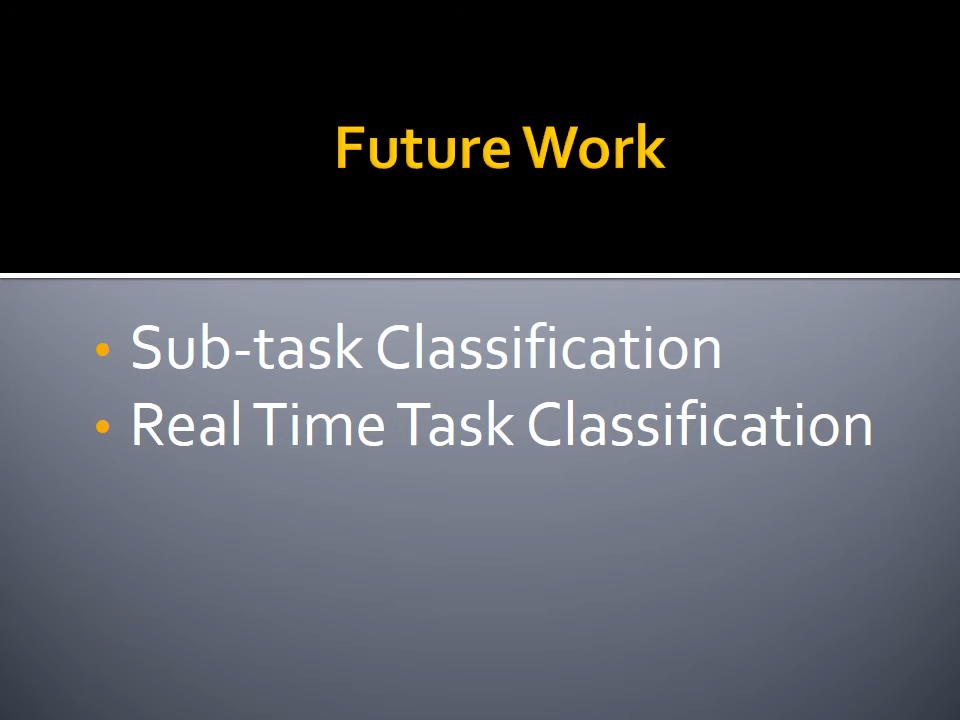 Future Work
• Sub-task Classification
• Real Time Task Classification